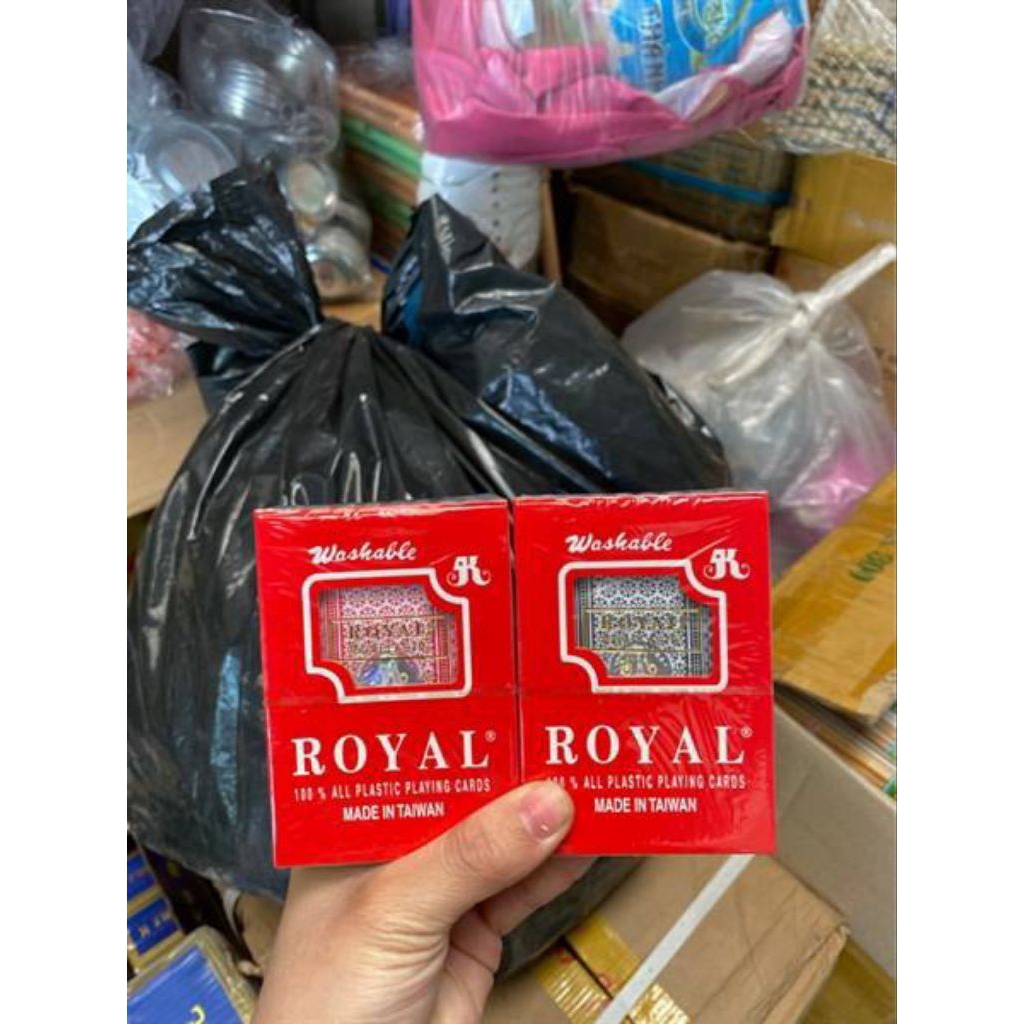 Washable
K
ROYAL
ROYAL®
100 % ALL PLASTIC PLAYING CARDS
MADE IN TAIWAN
Washable
K
ROYAL
ROYAL®
100 % ALL PLASTIC PLAYING CARDS
MADE IN TAIWAN